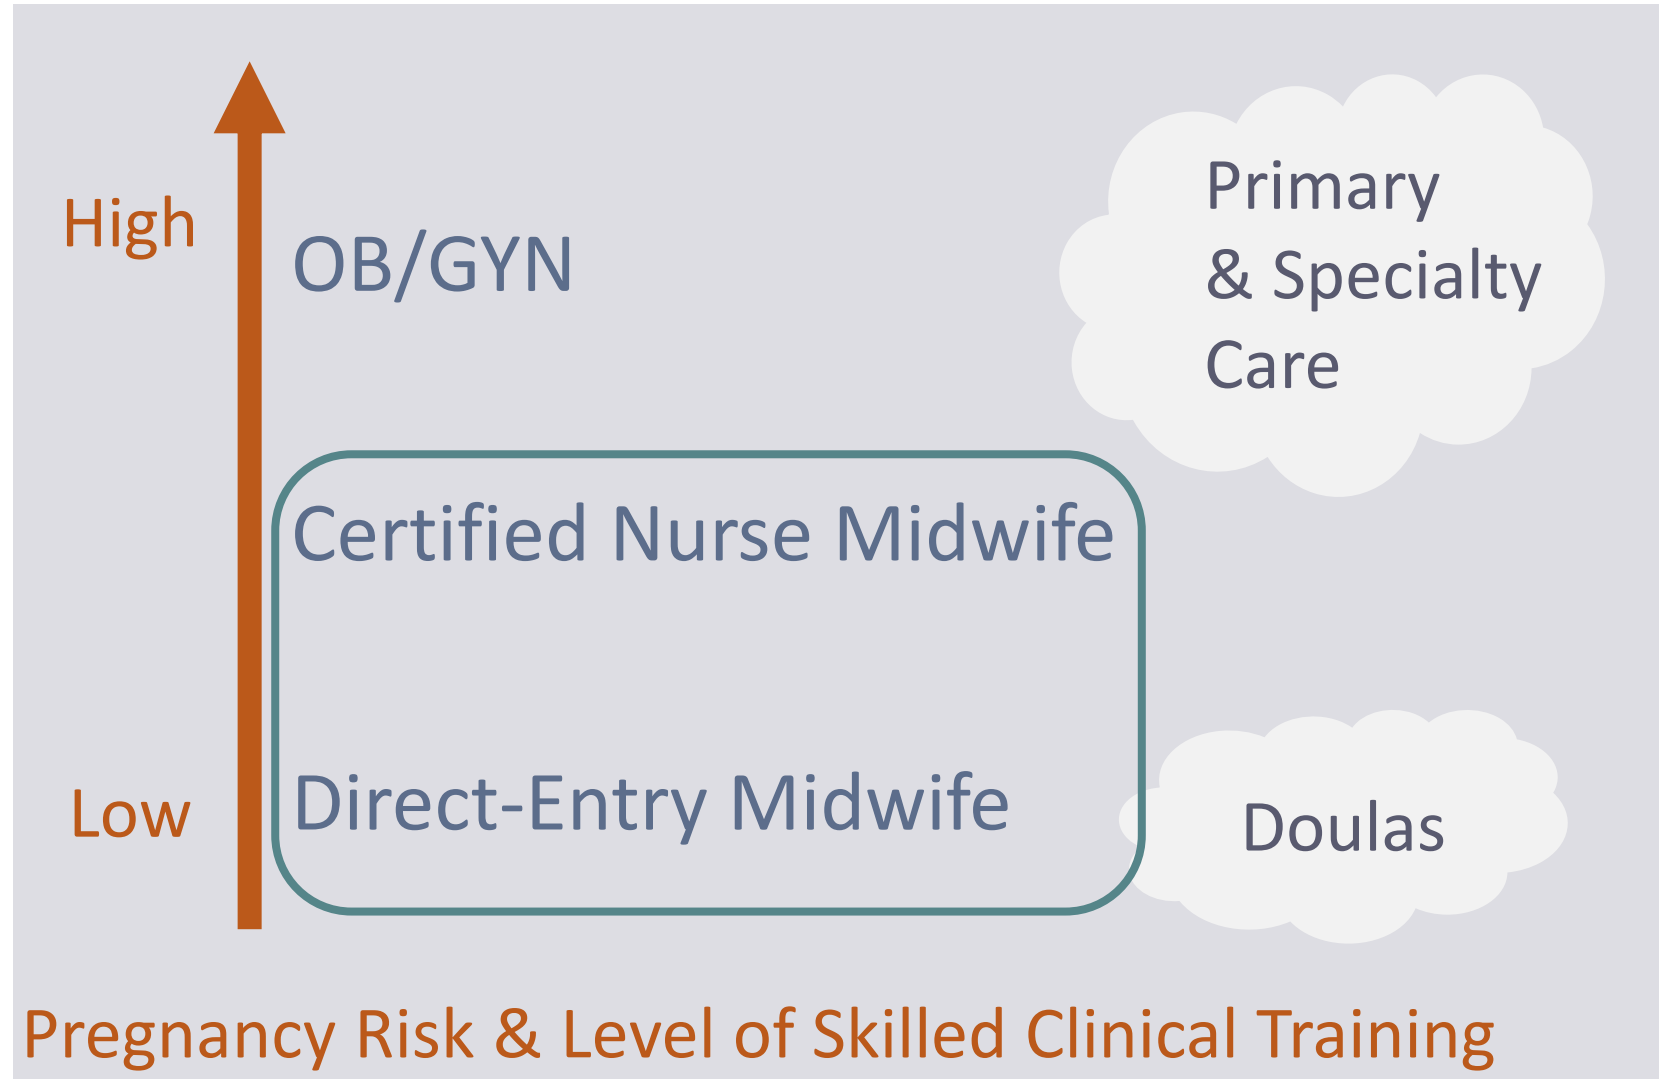 High
OB/GYN
Primary
& Specialty
Care
Certified Nurse Midwife
Low
Direct-Entry Midwife
Doulas
Pregnancy Risk & Level of Skilled Clinical Training